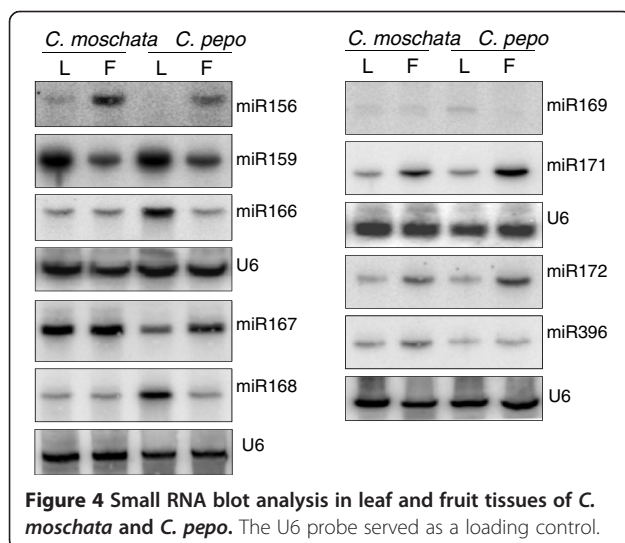 C. moschata C. pepo
L F L F
miR156
miR159
miR166
U6
miR167
miR168
U6
C. moschata C. pepo
L F L F
miR169
miR171
U6
miR172
miR396
U6
Figure 4 Small RNA blot analysis in leaf and fruit tissues of C.
moschata and C. pepo. The U6 probe served as a loading control.